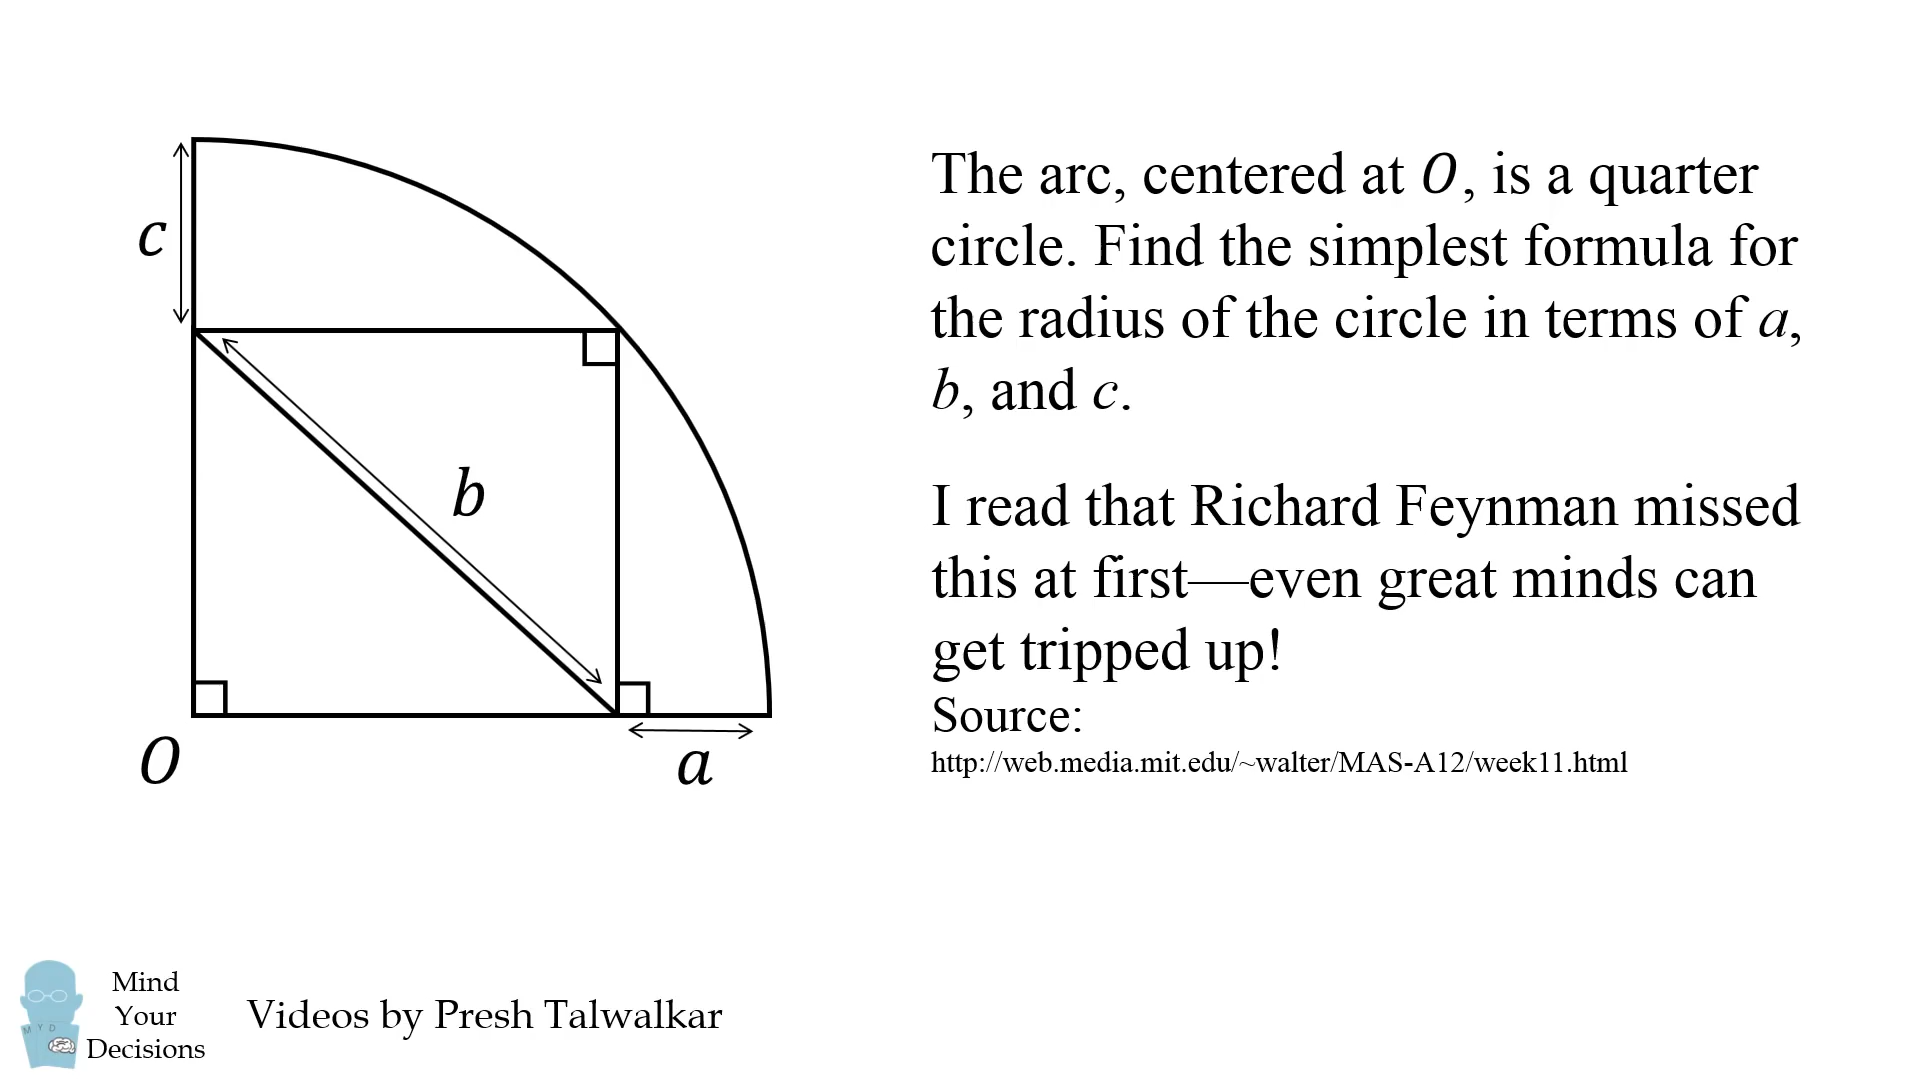 c
b
O
a
The arc, centered at O, is a quarter
circle. Find the simplest formula for
the radius of the circle in terms of a,
b, and c.
I read that Richard Feynman missed
this at first—even great minds can
get tripped up!
Source:
http://web.media.mit.edu/~walter/MAS-A12/week11.html
M Y D
Mind
Your
Decisions
Videos by Presh Talwalkar